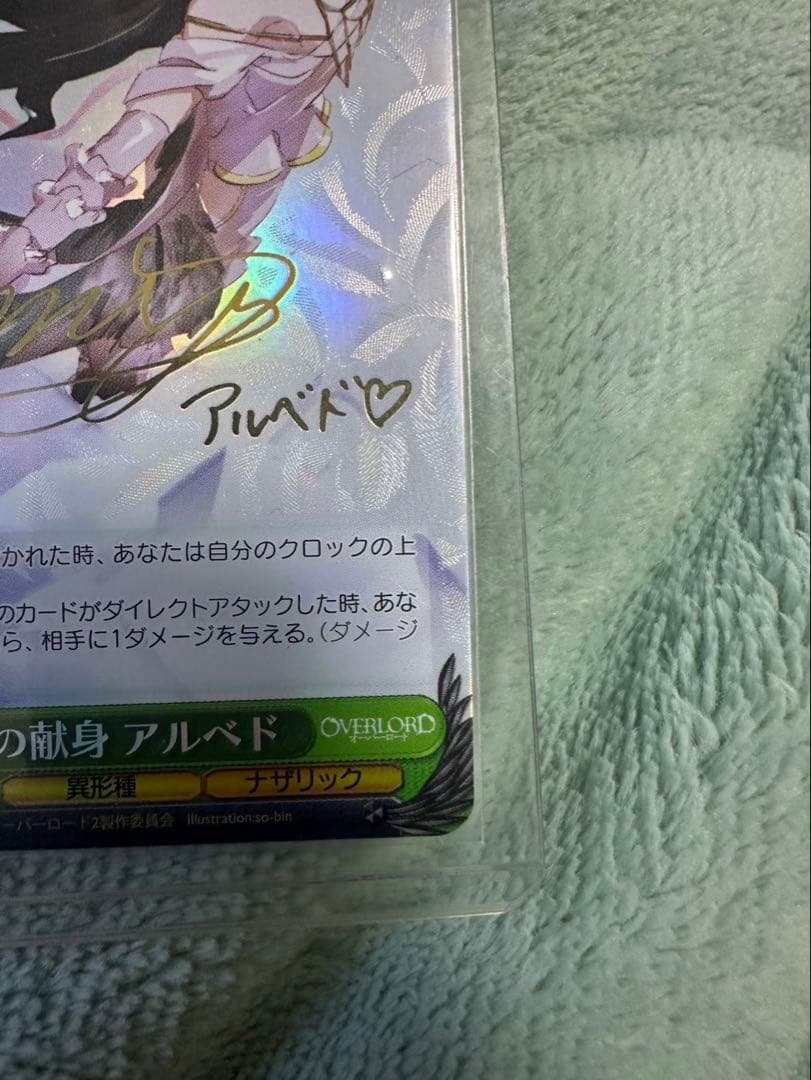 アルベド♡
かれた時、あなたは自分のクロックの上
のカードがダイレクトアタックした時、あな
ら、相手に1ダメージを与える。(ダメージ
の献身 アルベド
OVERLORD
オーバーロード
異形種 ナザリック
ーバーロード2製作委員会 Illustration:so-bin